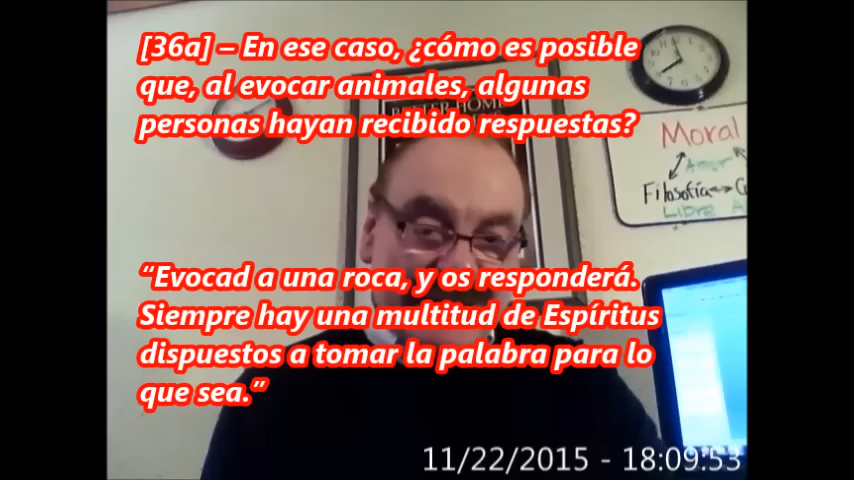 [36a] – En ese caso, ¿cómo es posible
que, al evocar animales, algunas
personas hayan recibido respuestas?
Moral
Amor
Filosofía
Libre A
“Evocad a una roca, y os responderá.
Siempre hay una multitud de Espíritus
dispuestos a tomar la palabra para lo
que sea.”
11/22/2015 - 18:09:53